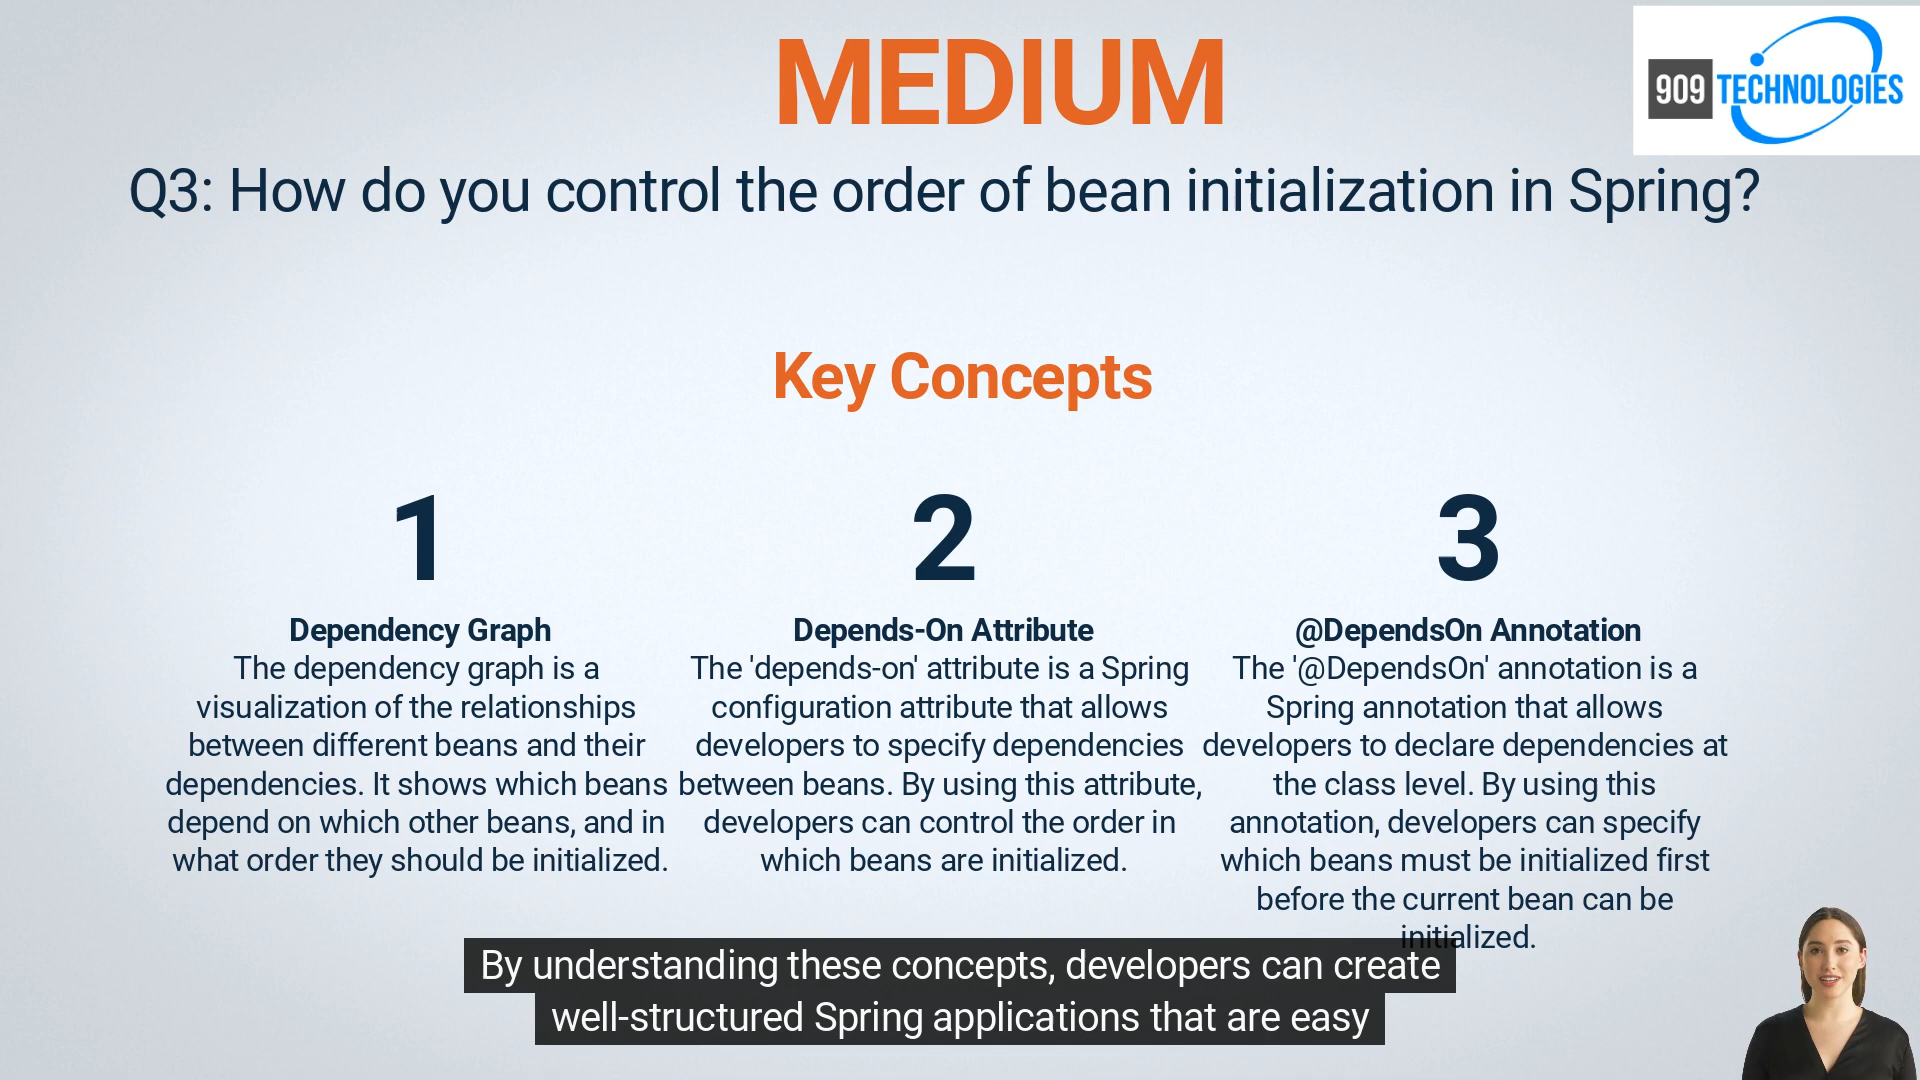 MEDIUM
909 TECHNOLOGIES
Q3: How do you control the order of bean initialization in Spring?
Key Concepts
1
Dependency Graph
The dependency graph is a
visualization of the relationships
between different beans and their
dependencies. It shows which beans
depend on which other beans, and in
what order they should be initialized.
2
Depends-On Attribute
The 'depends-on' attribute is a Spring
configuration attribute that allows
developers to specify dependencies
between beans. By using this attribute,
developers can control the order in
which beans are initialized.
3
@DependsOn Annotation
The '@DependsOn' annotation is a
Spring annotation that allows
developers to declare dependencies at
the class level. By using this
annotation, developers can specify
which beans must be initialized first
before the current bean can be
initialized.
By understanding these concepts, developers can create
well-structured Spring applications that are easy